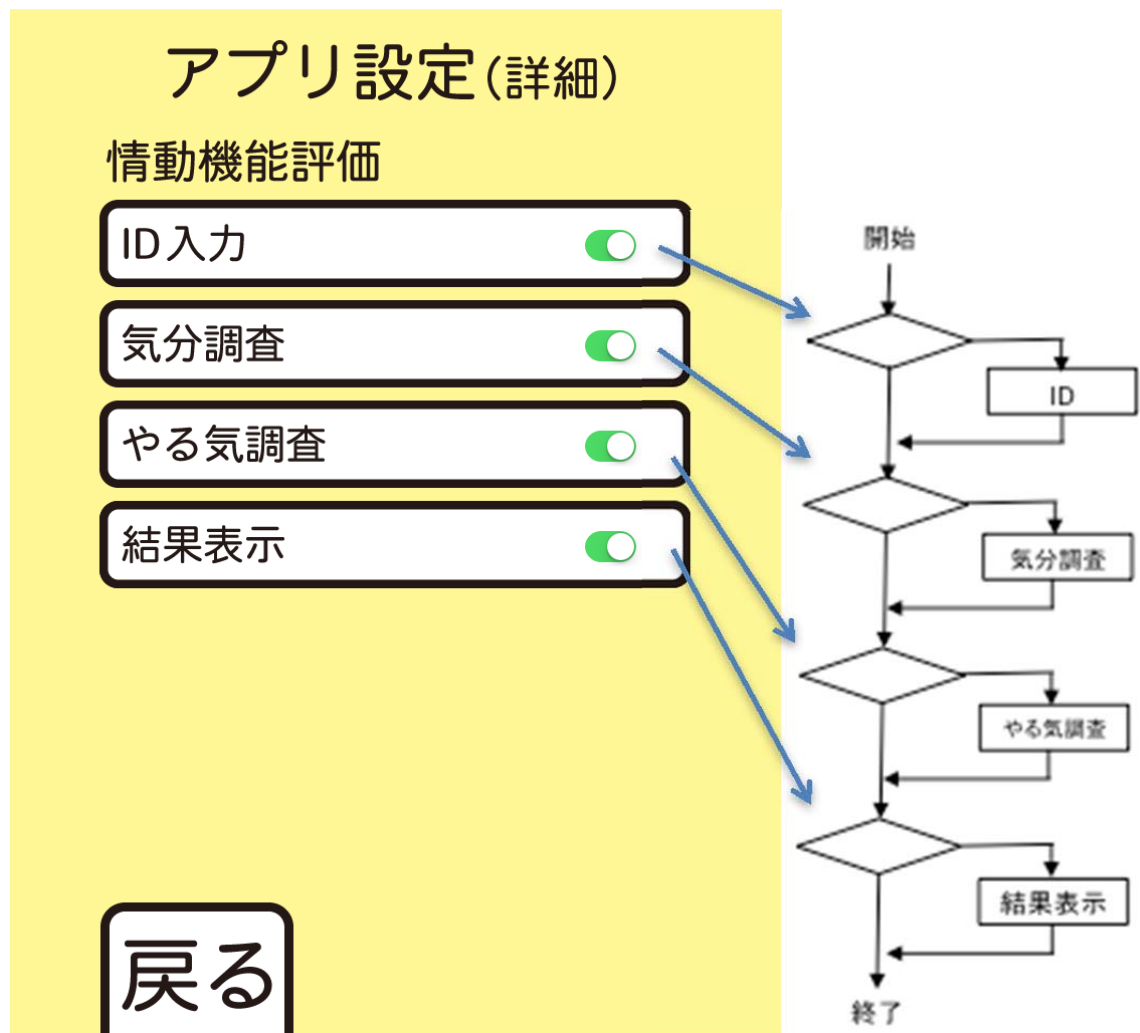 アプリ設定(詳細)
情動機能評価
ID入力
気分調査
やる気調査
結果表示
戻る
開始
ID
気分調査
やる気調査
結果表示
終了